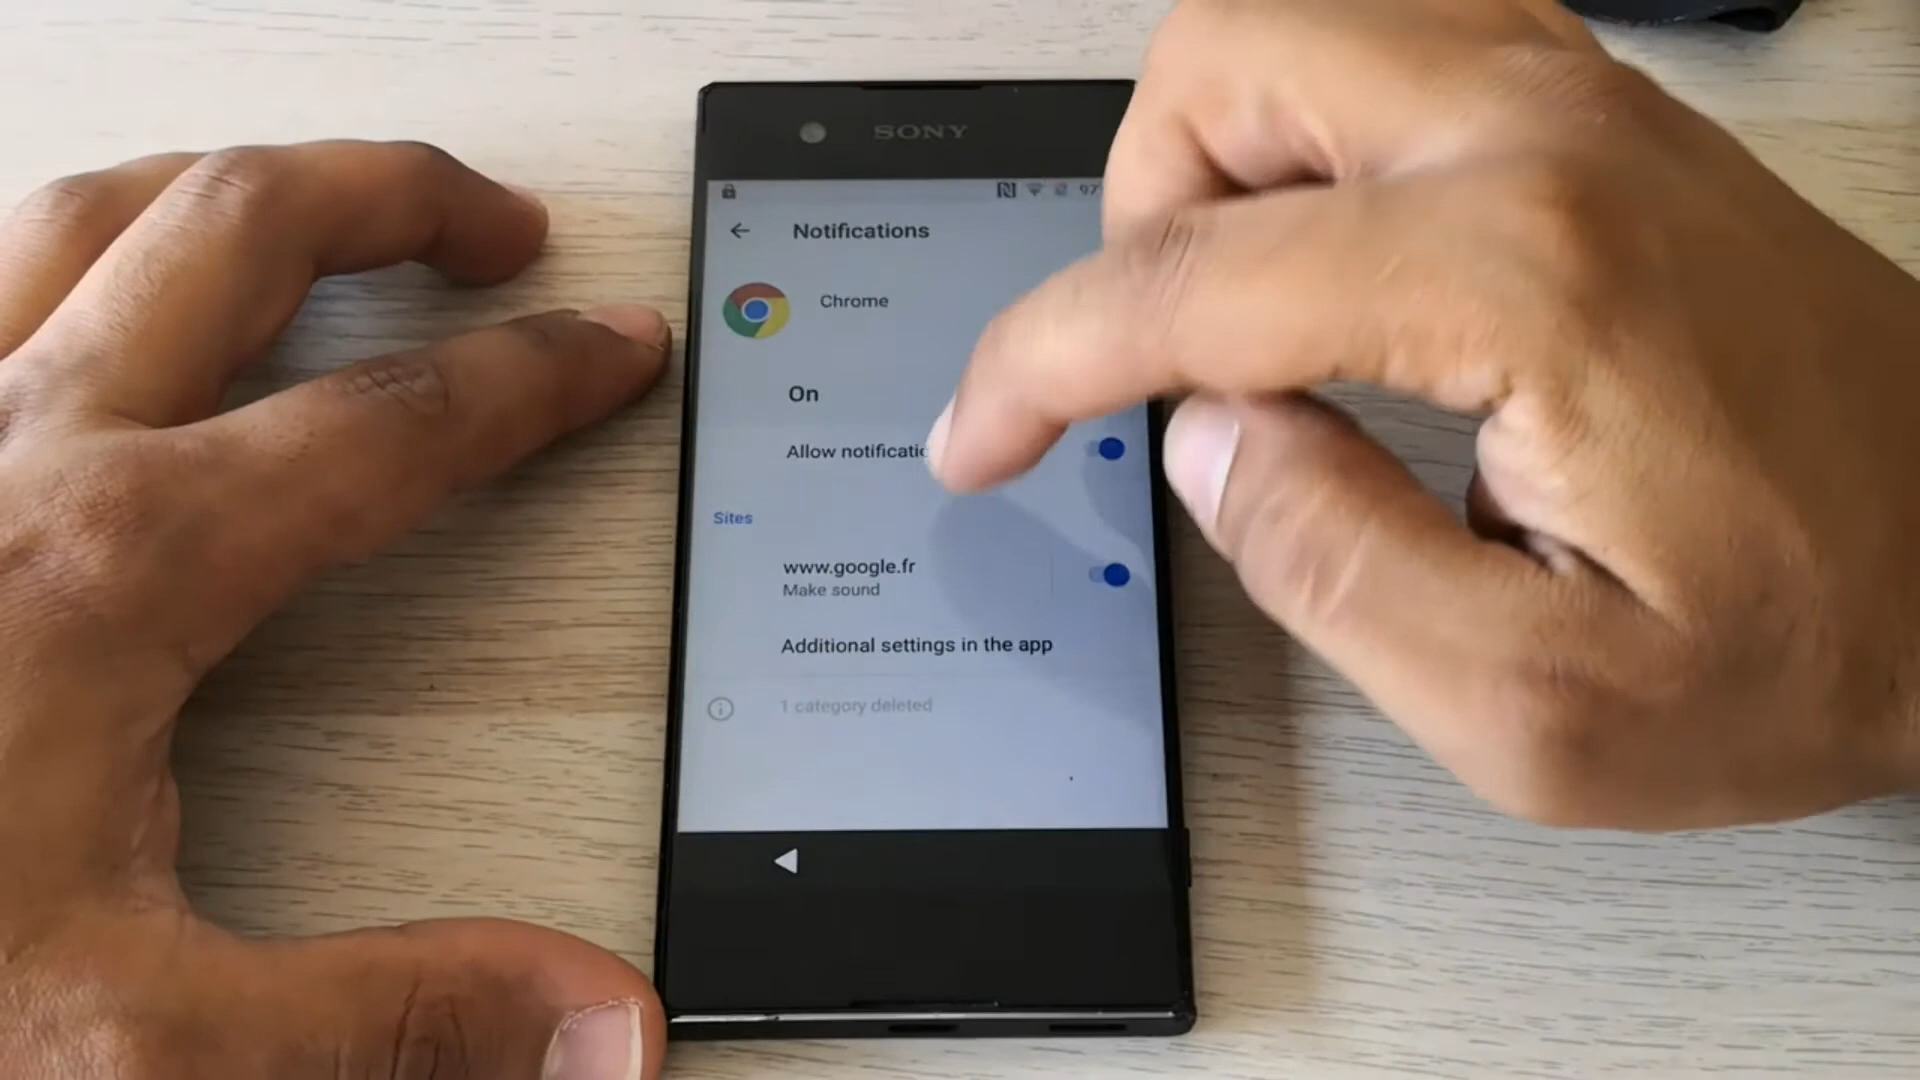 SONY
97
Notifications
Chrome
On
Allow
Sites
www.google.fr
Make sound
Additional settings in the app
1 category deleted